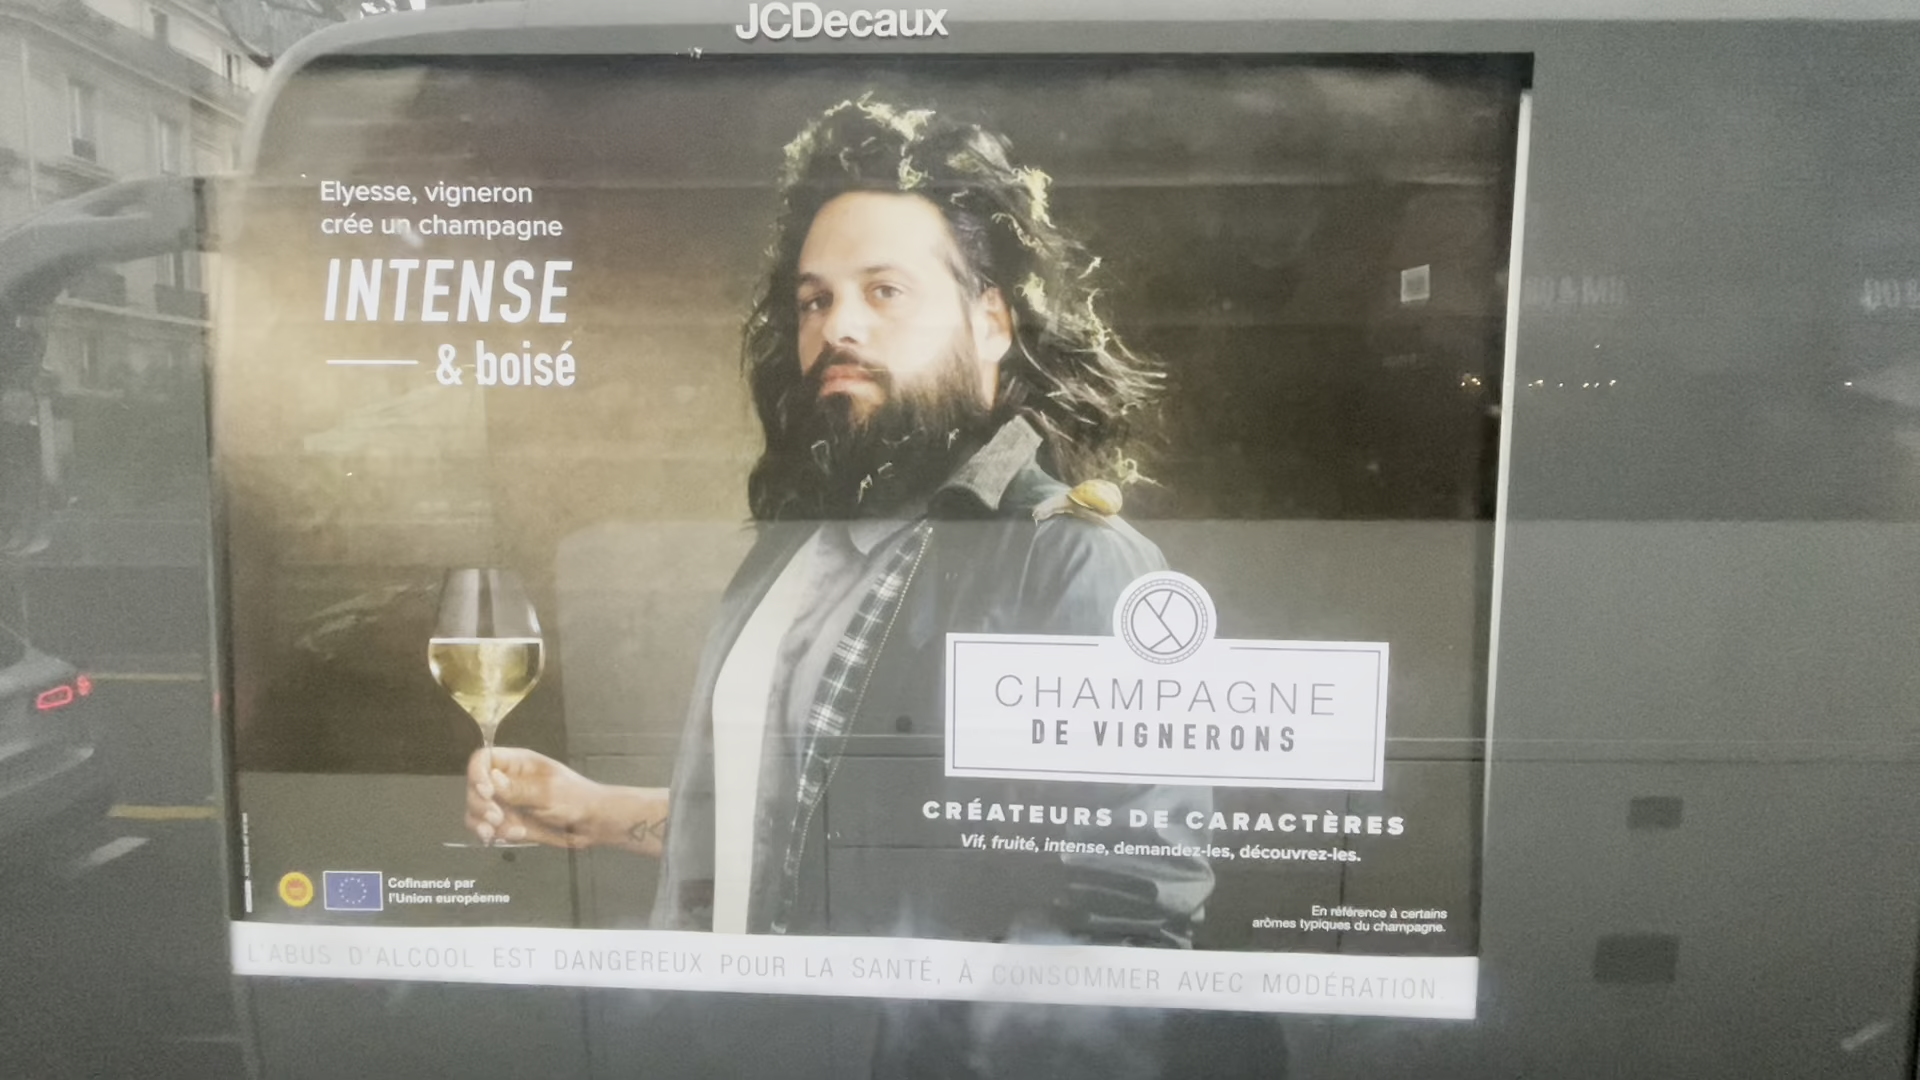 JCDecaux
Elyesse, vigneron
crée un champagne
INTENSE
& boisé
CHAMPAGNE
DE VIGNERONS
CRÉATEURS DE CARACTÈRES
Vif, fruité, intense, demandez-les, découvrez-les.
Cofinancé par
l'Union européenne
En référence à certains
arômes typiques du champagne.
L'ABUS D'ALCOOL EST DANGEREUX POUR LA SANTÉ, À CONSOMMER AVEC MODÉRATION.